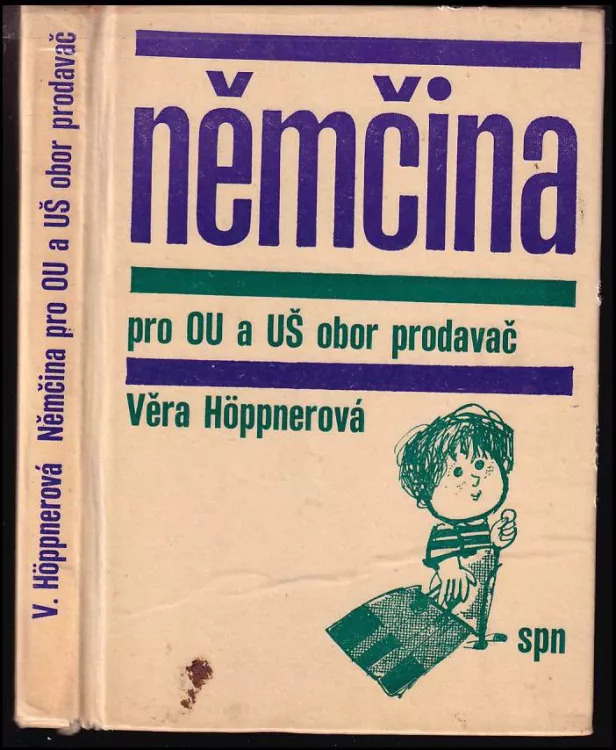 V. Höppnerová Němčina pro OU a UŠ obor prodavač
němčina
pro OU a UŠ obor prodavač
Věra Höppnerová
spn